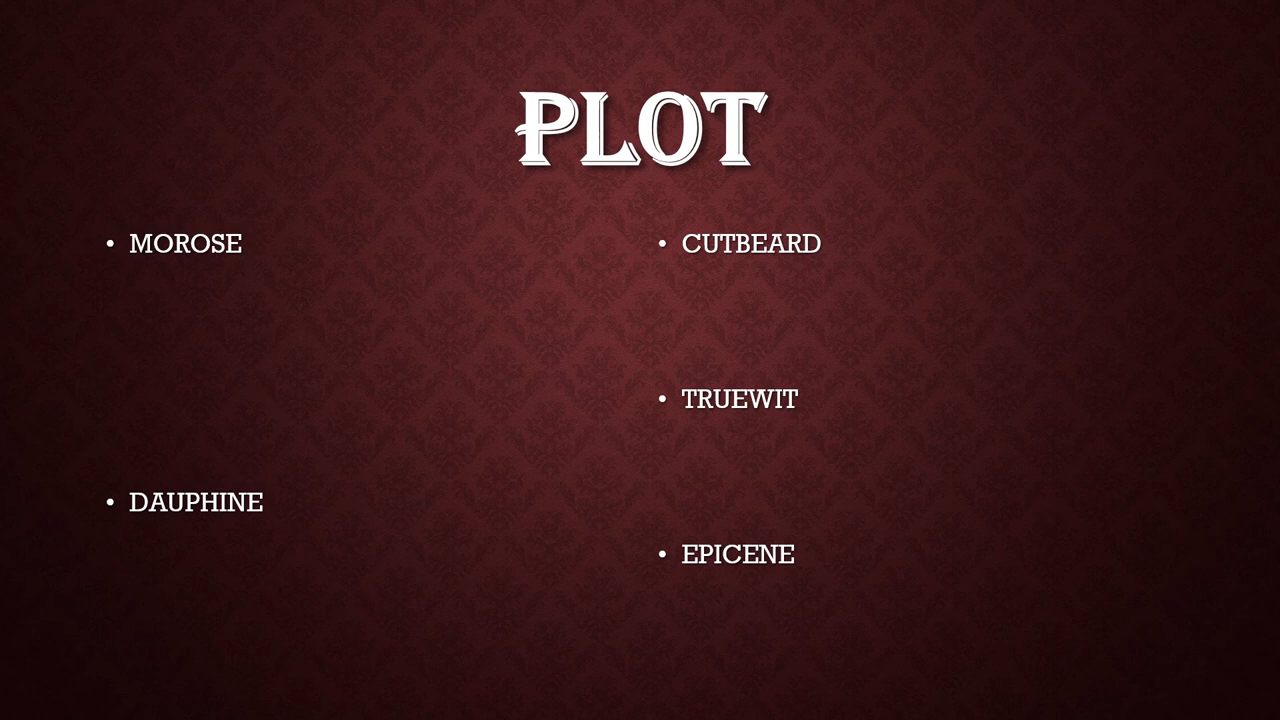 PLOT
• MOROSE
• DAUPHINE
• CUTBEARD
• TRUEWIT
• EPICENE